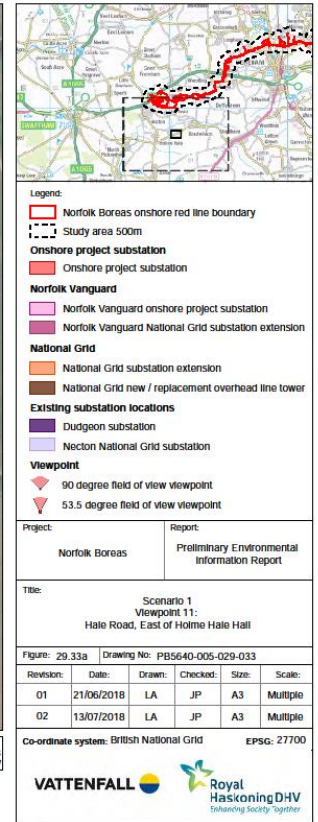 SWAFFHAM
A1065
A1065
Legend:
Norfolk Boreas onshore red line boundary
Study area 500m
Onshore project substation
Onshore project substation
Norfolk Vanguard
Norfolk Vanguard onshore project substation
Norfolk Vanguard National Grid substation extension
National Grid
National Grid substation extension
National Grid new / replacement overhead line tower
Existing substation locations
Dudgeon substation
Necton National Grid substation
Viewpoint
90 degree field of view viewpoint
53.5 degree field of view viewpoint
Project:
Report:
Norfolk Boreas
Preliminary Environmental
Information Report
Title:
Scenario 1
Viewpoint 11:
Hale Road, East of Holme Hale Hall
Figure: 29.33a Drawing No: PB5640-005-029-033
Revision: Date: Drawn: Checked: Size: Scale:
01 21/06/2018 LA JP A3 Multiple
02 13/07/2018 LA JP A3 Multiple
Co-ordinate system: British National Grid EPSG: 27700
VATTENFALL
Royal
HaskoningDHV
Enhancing Society Together